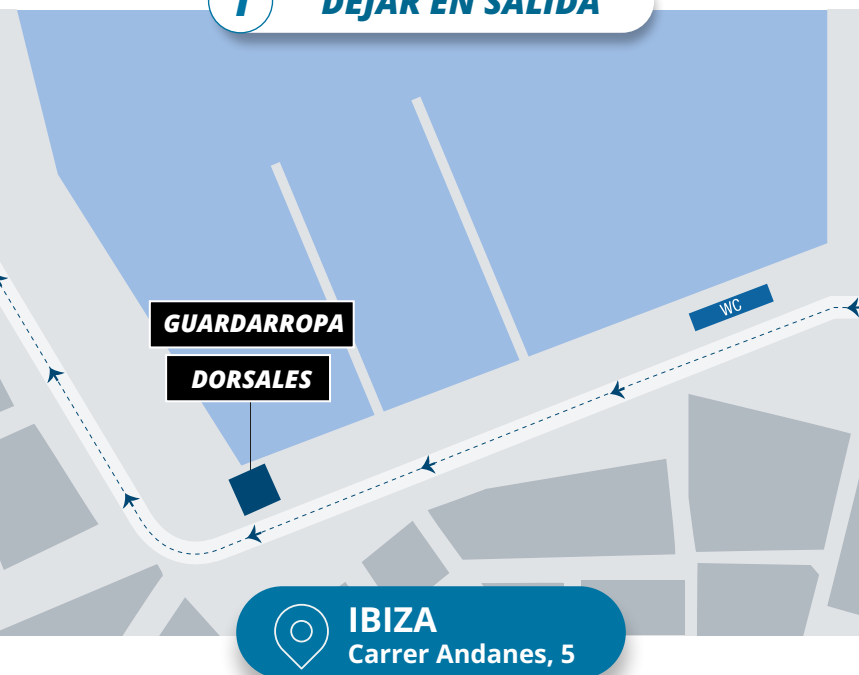 DEJAR EN SALIDA
GUARDARROPA
DORSALES
WC
IBIZA
Carrer Andanes, 5